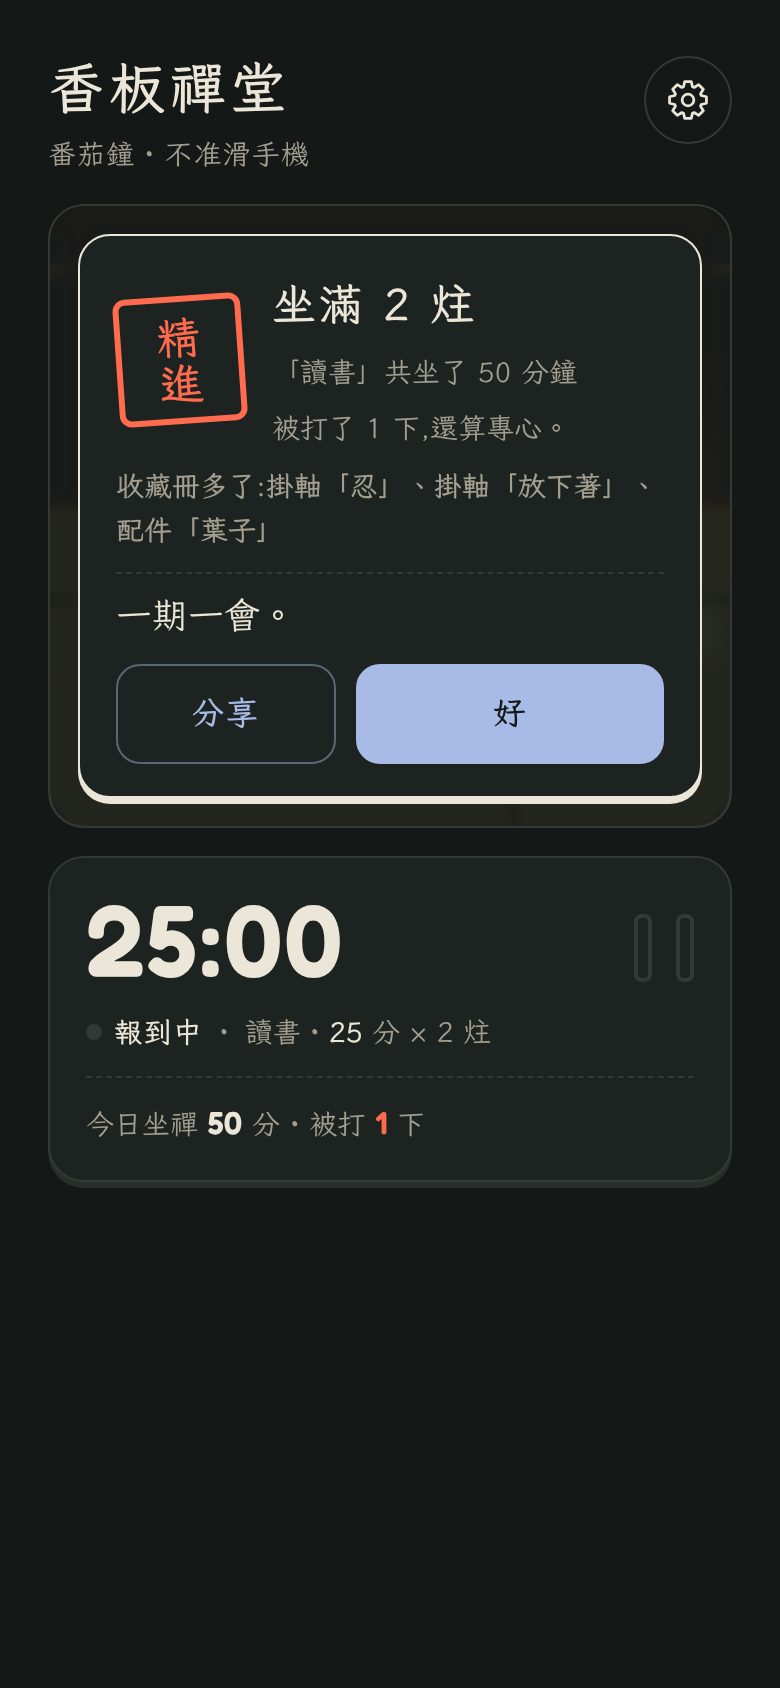 香板禪堂
番茄鐘・不准滑手機
精
進
坐滿 2 炷
「讀書」共坐了 50 分鐘
被打了 1 下,還算專心。
收藏冊多了:掛軸「忍」、掛軸「放下著」、
配件「葉子」
一期一會。
分享
好
25:00
報到中 ・ 讀書・25 分 × 2 炷
今日坐禪 50 分・被打 1 下